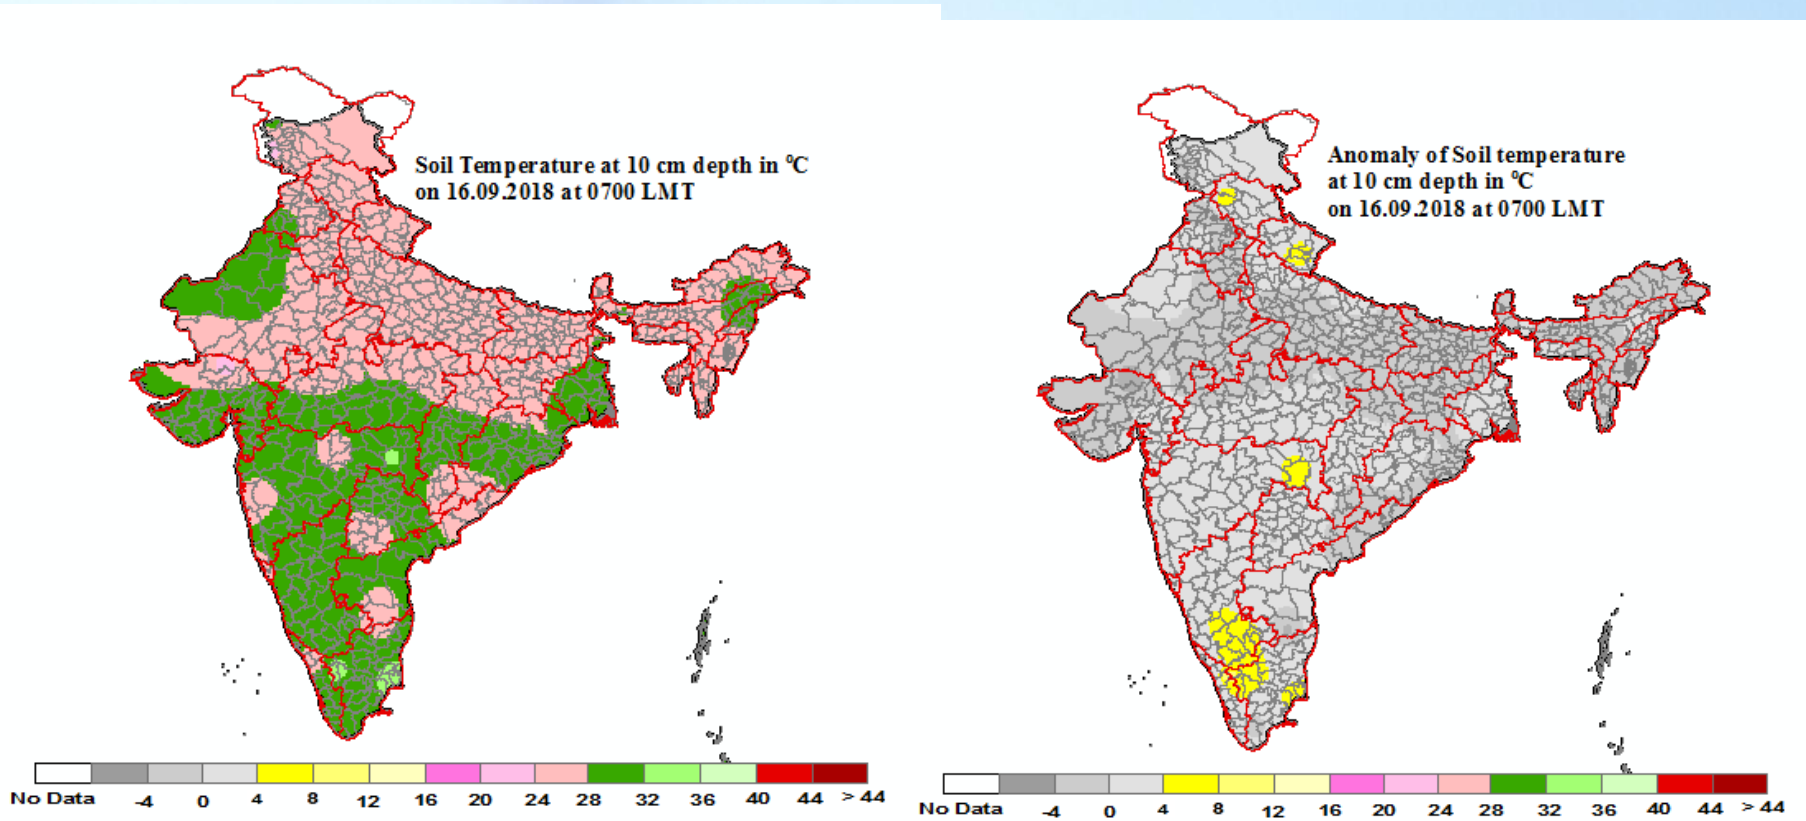 Soil Temperature at 10 cm depth in ⁰C
on 16.09.2018 at 0700 LMT
No Data -4 0 4 8 12 16 20 24 28 32 36 40 44 > 44
Anomaly of Soil temperature
at 10 cm depth in ⁰C
on 16.09.2018 at 0700 LMT
No Data -4 0 4 8 12 16 20 24 28 32 36 40 44 > 44